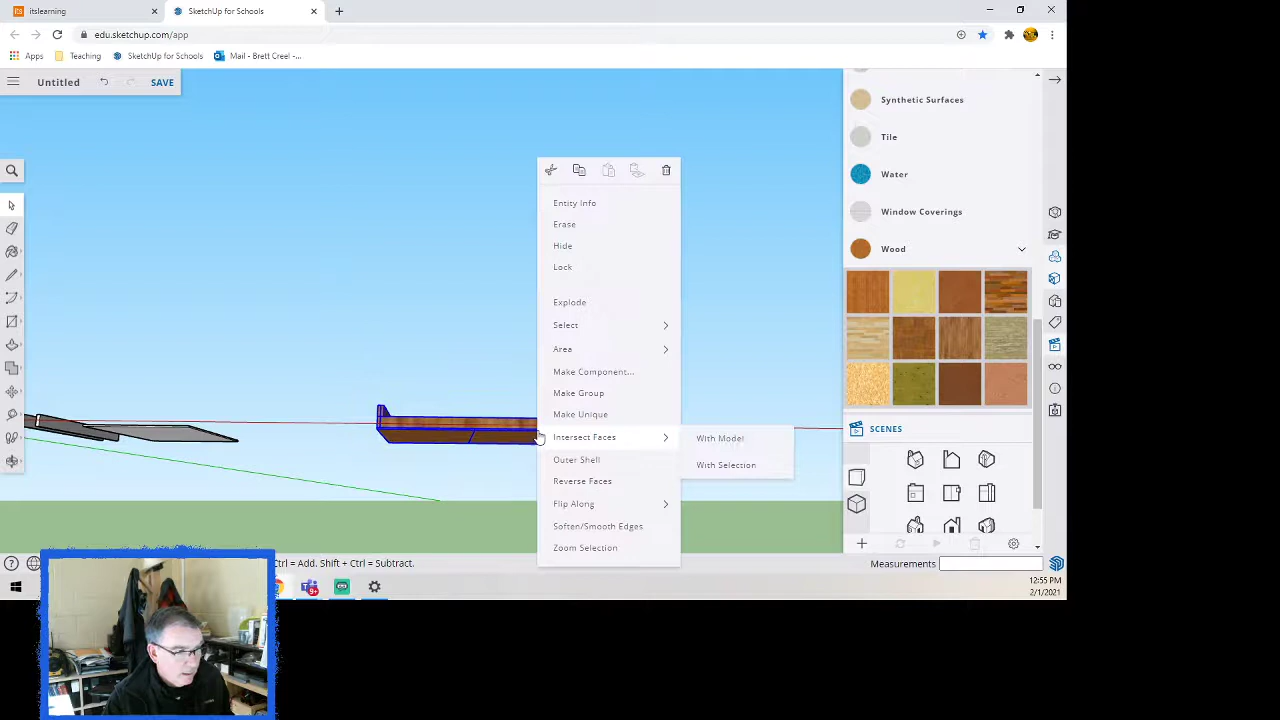 itslearning
SketchUp for Schools
edu.sketchup.com/app
Apps
Teaching
SketchUp for Schools
Mail - Brett Creel -...
Untitled
SAVE
Entity Info
Erase
Hide
Lock
Explode
Select
Area
Make Component...
Make Group
Make Unique
Intersect Faces
With Model
With Selection
Outer Shell
Reverse Faces
Flip Along
Soften/Smooth Edges
Zoom Selection
Synthetic Surfaces
Tile
Water
Window Coverings
Wood
SCENES
Ctrl = Add. Shift + Ctrl = Subtract.
Measurements
9+
12:55 PM
2/1/2021